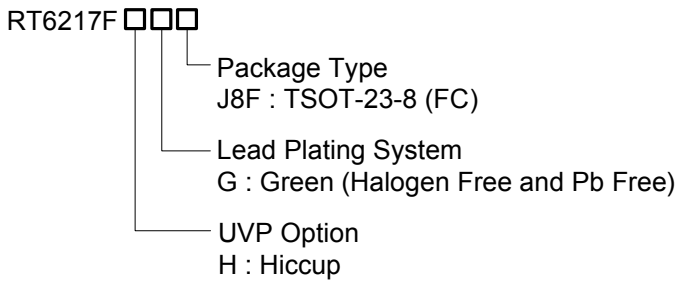 RT6217F
Package Type
J8F : TSOT-23-8 (FC)
Lead Plating System
G : Green (Halogen Free and Pb Free)
UVP Option
H : Hiccup